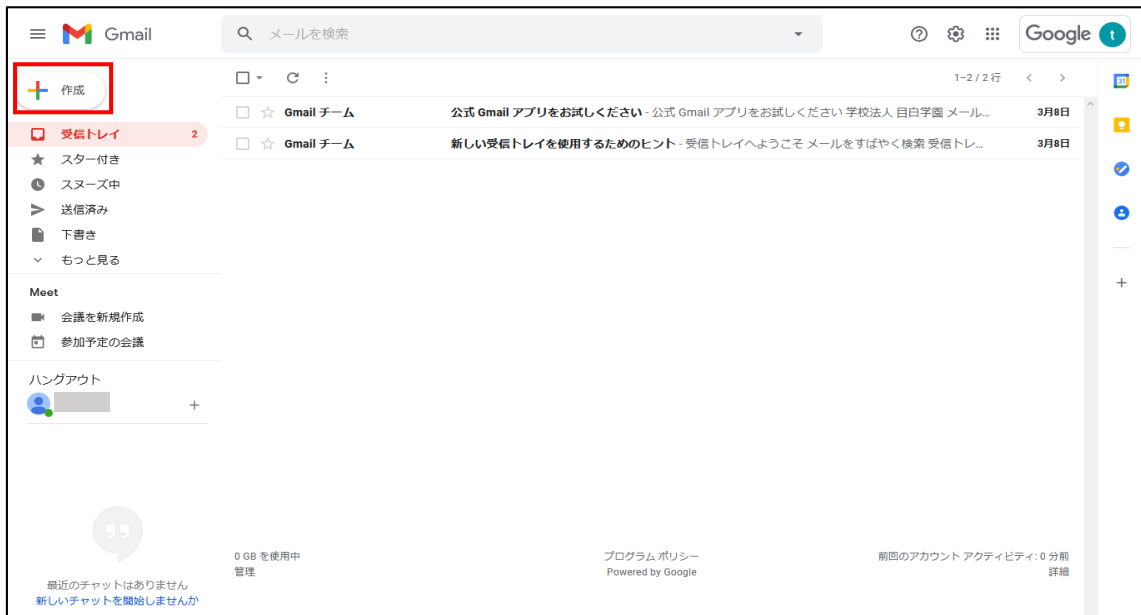 Gmail
メールを検索
Google
t
作成
1-2 / 2 行
31
受信トレイ 2
スター付き
スヌーズ中
送信済み
下書き
もっと見る
Gmail チーム 公式 Gmail アプリをお試しください - 公式 Gmail アプリをお試しください 学校法人 目白学園 メール... 3月8日
Gmail チーム 新しい受信トレイを使用するためのヒント - 受信トレイへようこそ メールをすばやく検索 受信トレ... 3月8日
Meet
会議を新規作成
参加予定の会議
ハングアウト
最近のチャットはありません
新しいチャットを開始しませんか
0 GB を使用中
管理
プログラム ポリシー
Powered by Google
前回のアカウント アクティビティ: 0 分前
詳細